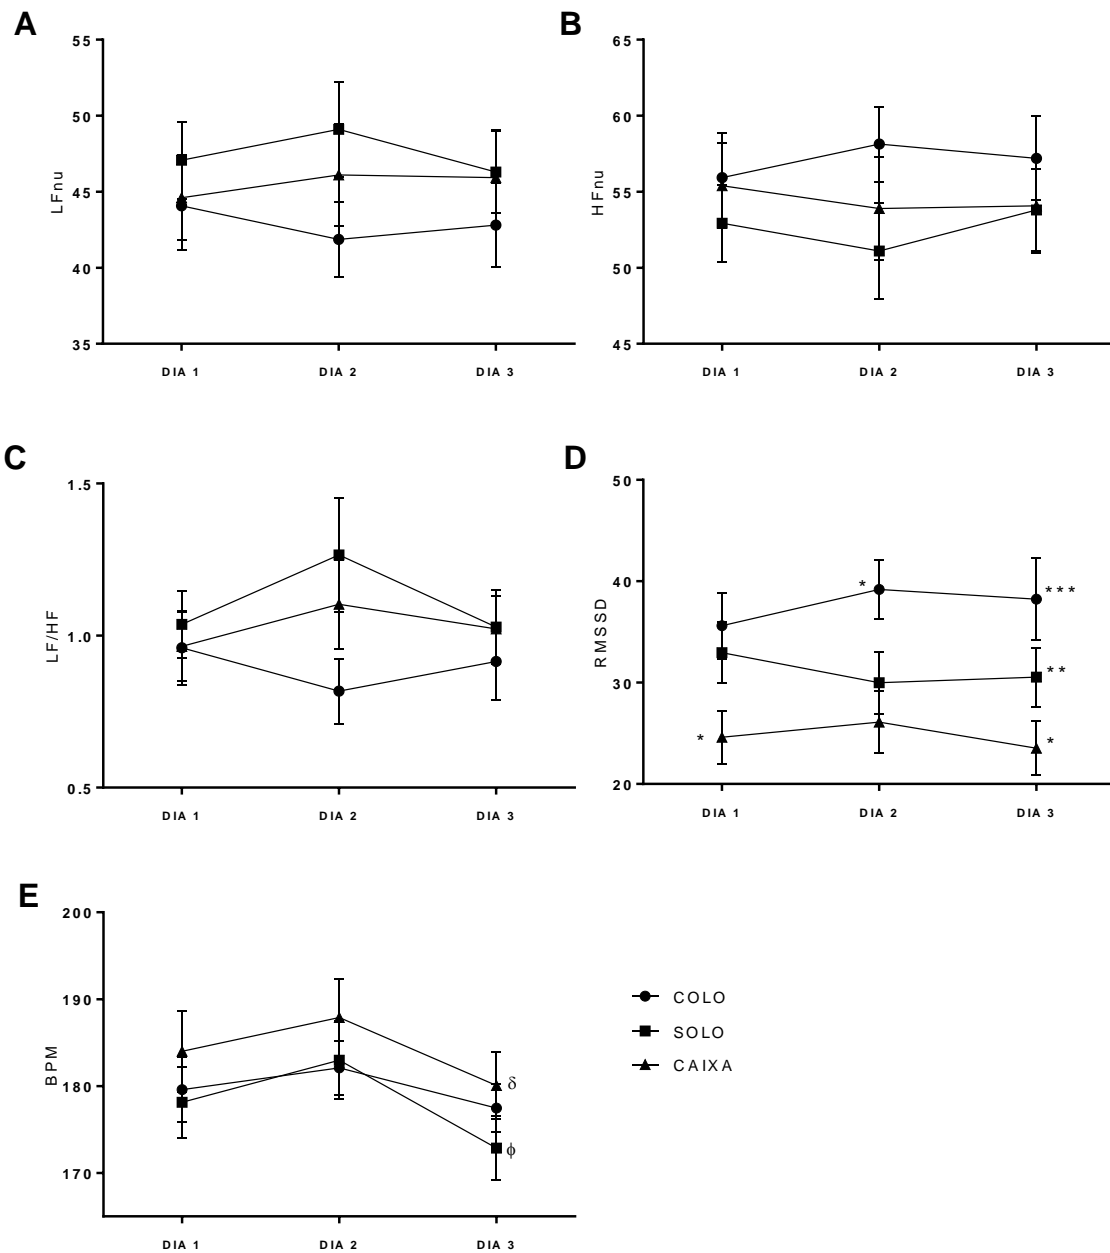 A
B
LFnu
55
50
45
40
35
DIA 1 DIA 2 DIA 3
HFnu
65
60
55
50
45
DIA 1 DIA 2 DIA 3
C
D
LF/HF
1.5
1.0
0.5
DIA 1 DIA 2 DIA 3
RMSSD
50
40
30
20
*
***
**
*
*
DIA 1 DIA 2 DIA 3
E
BPM
200
190
180
170
δ
ϕ
DIA 1 DIA 2 DIA 3
COLO
SOLO
CAIXA